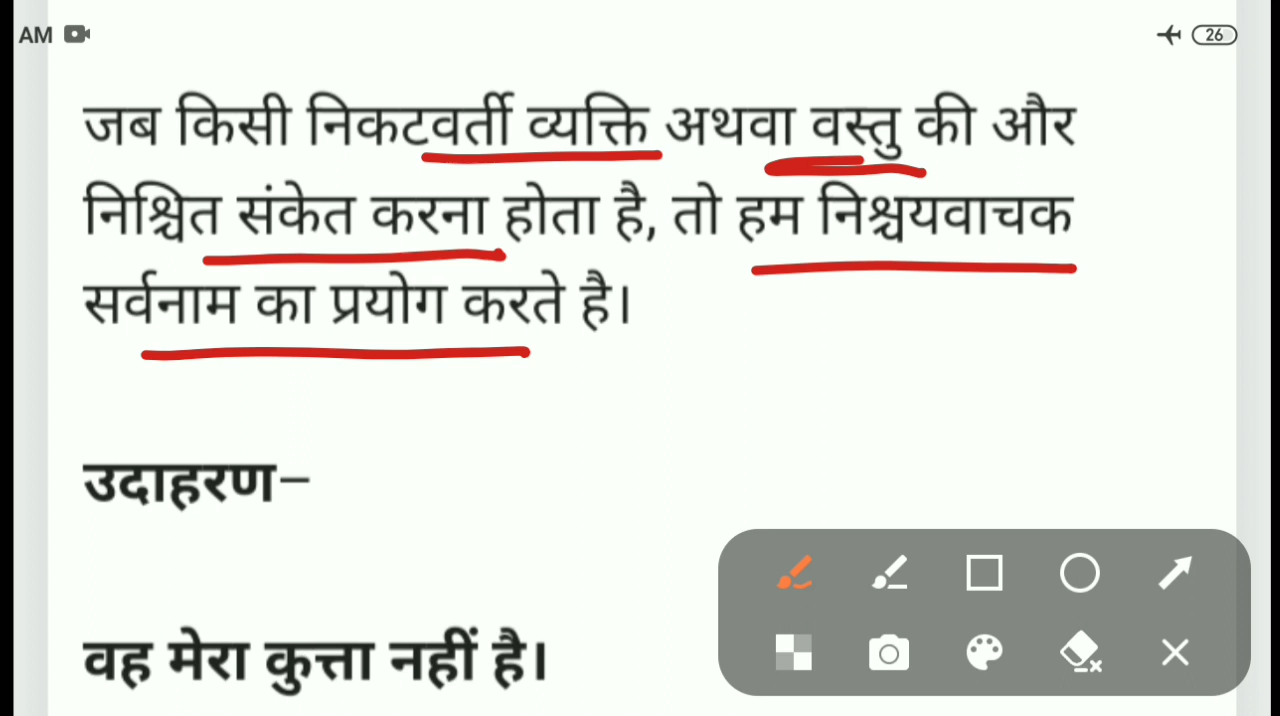 AM
26
जब किसी निकटवर्ती व्यक्ति अथवा वस्तु की और
निश्चित संकेत करना होता है, तो हम निश्चयवाचक
सर्वनाम का प्रयोग करते है।
उदाहरण–
वह मेरा कुत्ता नहीं है।